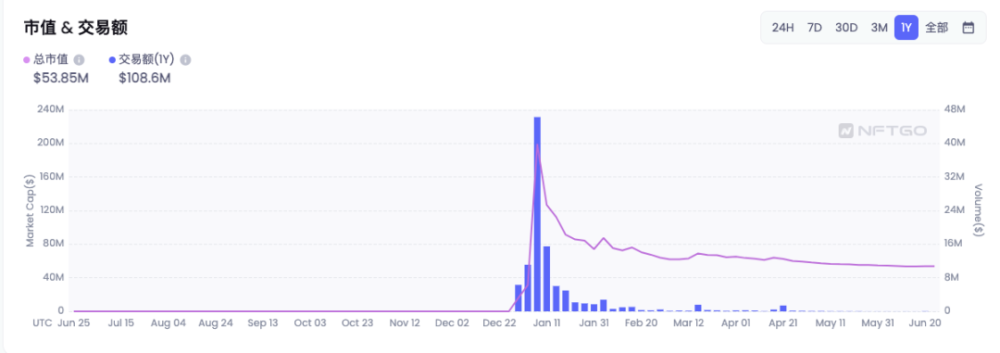 市值 & 交易额
24H 7D 30D 3M 1Y 全部
总市值 交易额(1Y)
$53.85M $108.6M
240M 48M
NFTGO
200M 40M
160M 32M
120M 24M
80M 16M
40M 8M
0 0
Market Cap($)
Volume($)
UTC Jun 25 Jul 15 Aug 04 Aug 24 Sep 13 Oct 03 Oct 23 Nov 12 Dec 02 Dec 22 Jan 11 Jan 31 Feb 20 Mar 12 Apr 01 Apr 21 May 11 May 31 Jun 20